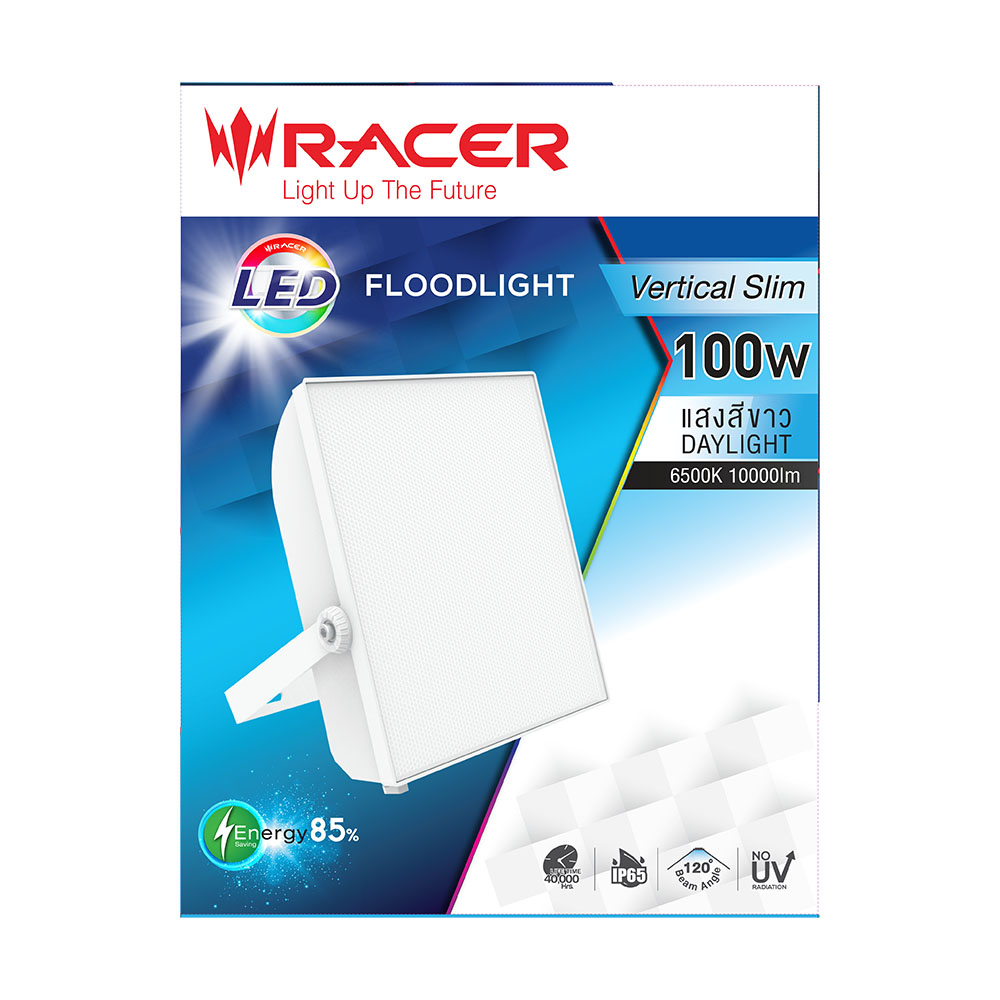 RACER
Light Up The Future
RACER
LED
FLOODLIGHT
Vertical Slim
100W
แสงสีขาว
DAYLIGHT
6500K 10000lm
Energy 85%
Saving
LIFETIME
40,000
Hrs.
IP65
120°
Beam Angle
NO
UV
RADIATION